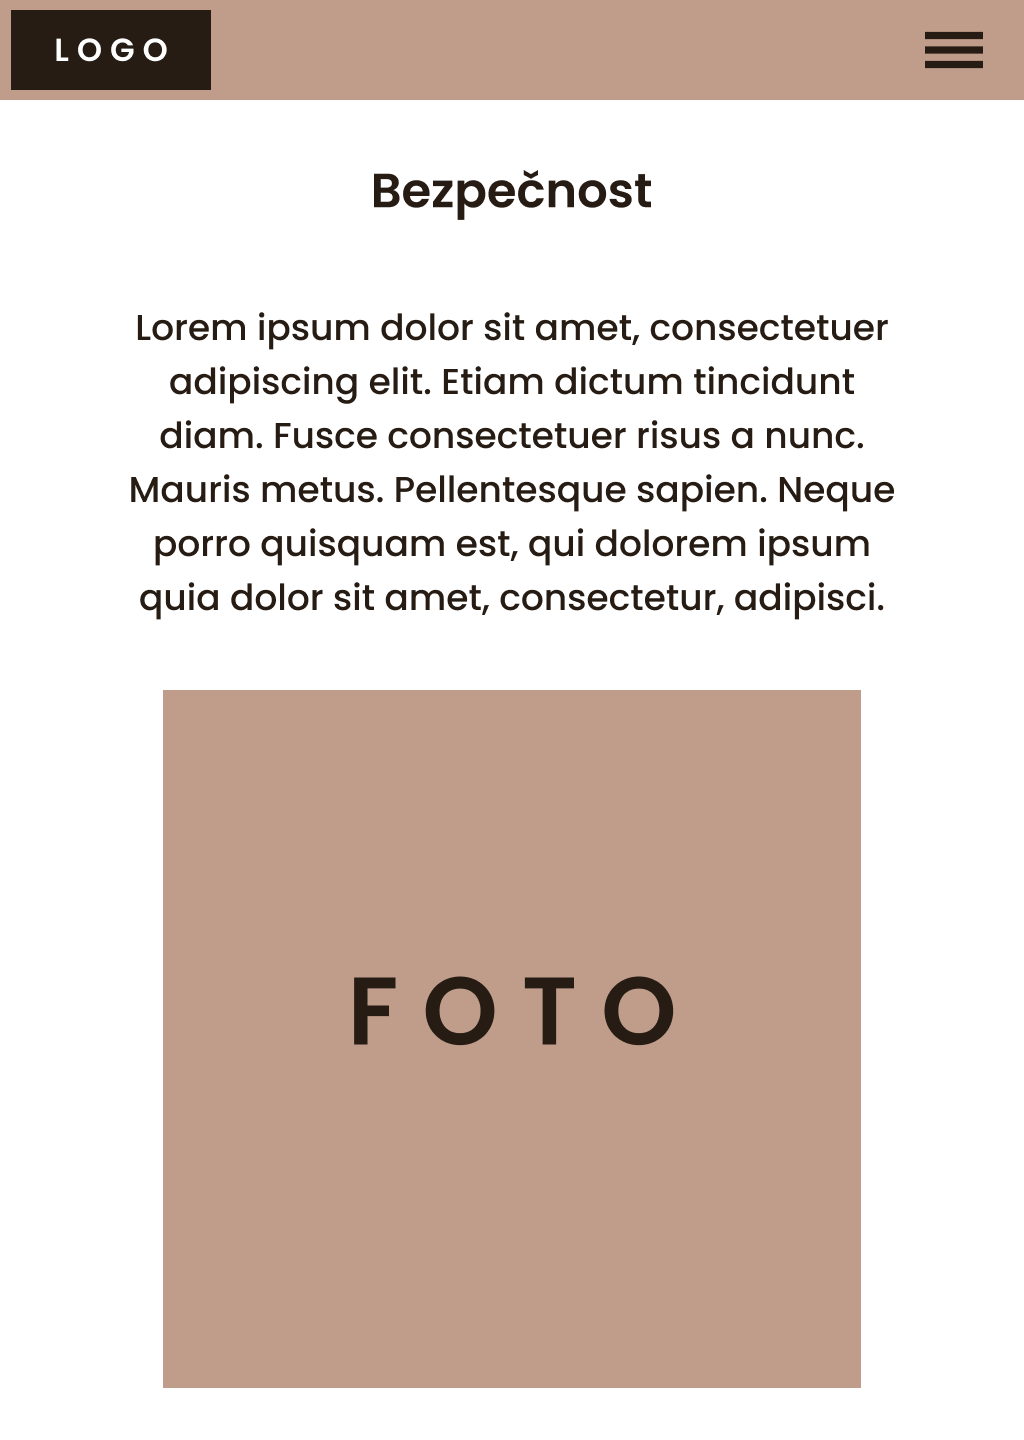 LOGO
Bezpečnost
Lorem ipsum dolor sit amet, consectetuer
adipiscing elit. Etiam dictum tincidunt
diam. Fusce consectetuer risus a nunc.
Mauris metus. Pellentesque sapien. Neque
porro quisquam est, qui dolorem ipsum
quia dolor sit amet, consectetur, adipisci.
FOTO